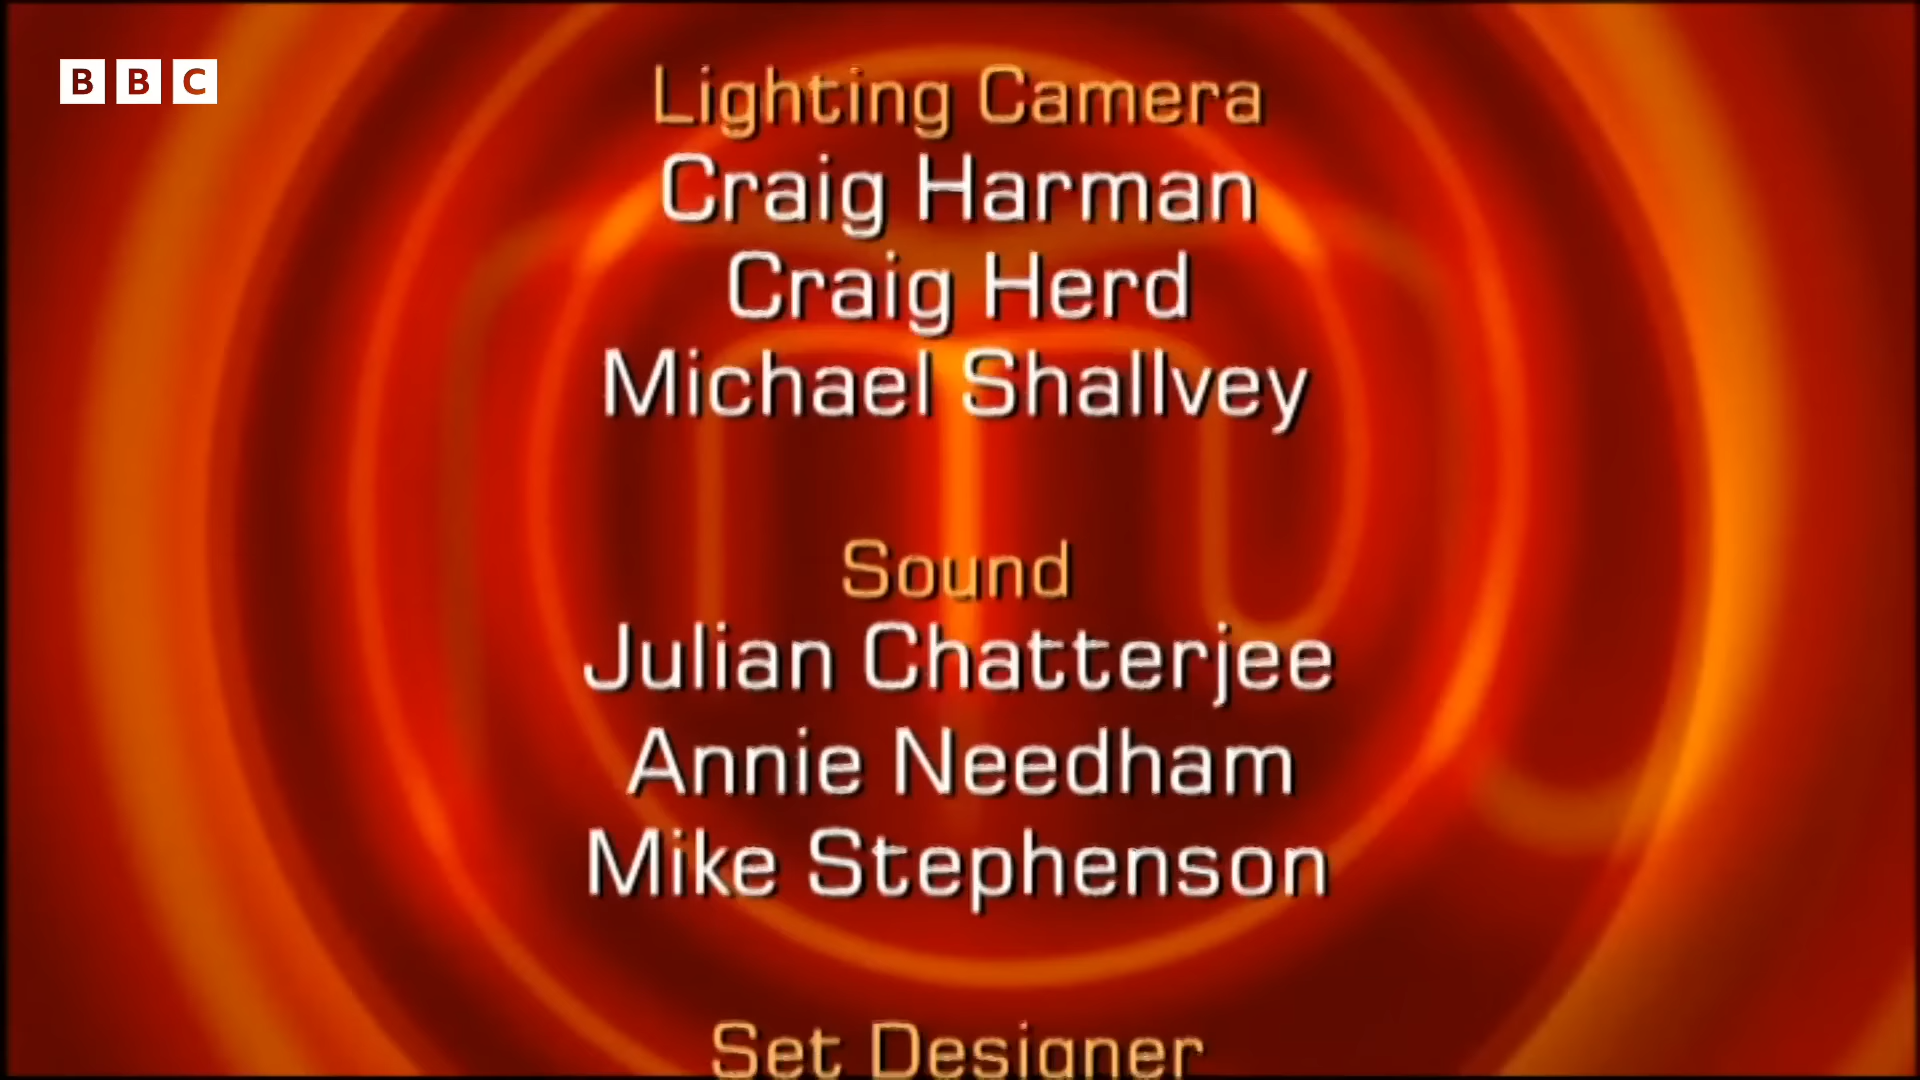 BBC
Lighting Camera
Craig Harman
Craig Herd
Michael Shallvey
Sound
Julian Chatterjee
Annie Needham
Mike Stephenson
Set Designer